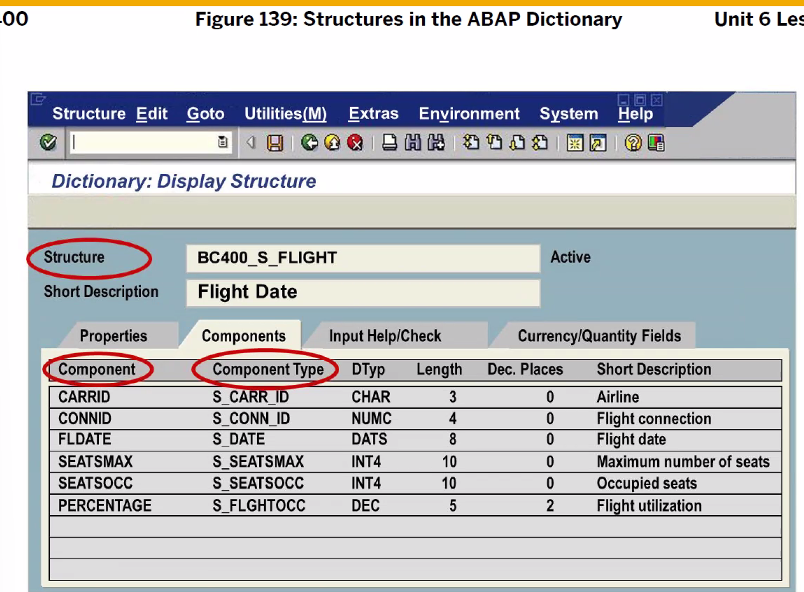 400 Figure 139: Structures in the ABAP Dictionary Unit 6 Les
Structure Edit Goto Utilities(M) Extras Environment System Help
Dictionary: Display Structure
Structure BC400_S_FLIGHT Active
Short Description Flight Date
Properties Components Input Help/Check Currency/Quantity Fields
Component Component Type DTyp Length Dec. Places Short Description
CARRID S_CARR_ID CHAR 3 0 Airline
CONNID S_CONN_ID NUMC 4 0 Flight connection
FLDATE S_DATE DATS 8 0 Flight date
SEATSMAX S_SEATSMAX INT4 10 0 Maximum number of seats
SEATSOCC S_SEATSOCC INT4 10 0 Occupied seats
PERCENTAGE S_FLGHTOCC DEC 5 2 Flight utilization